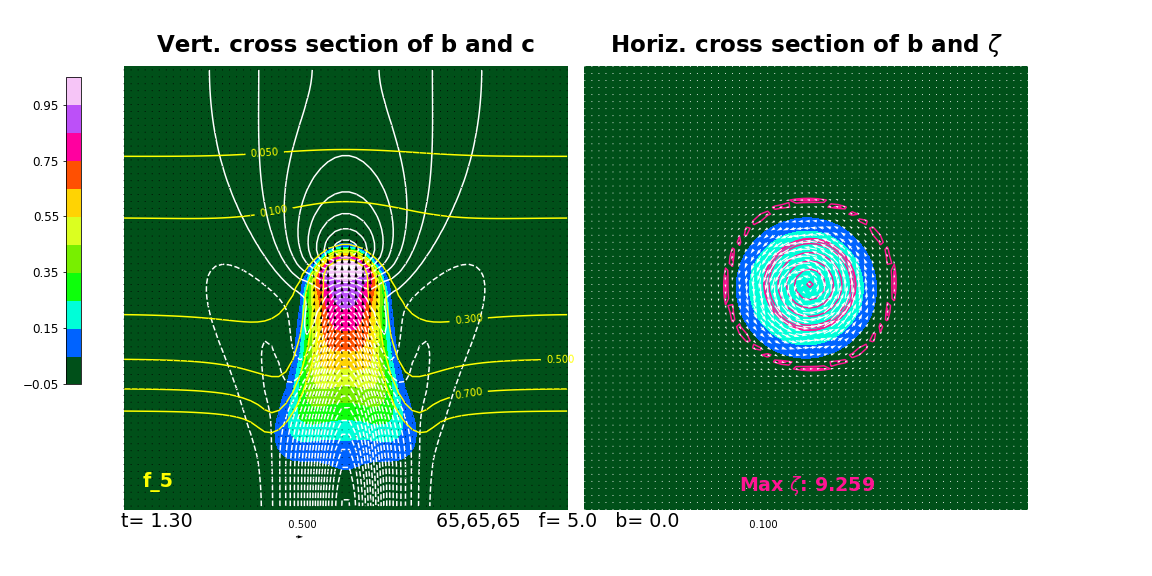 Vert. cross section of b and c
Horiz. cross section of b and ζ
0.95
0.75
0.55
0.35
0.15
−0.05
0.050
0.100
0.300
0.500
0.700
f_5
Max ζ: 9.259
t= 1.30
0.500
65,65,65 f= 5.0 b= 0.0
0.100